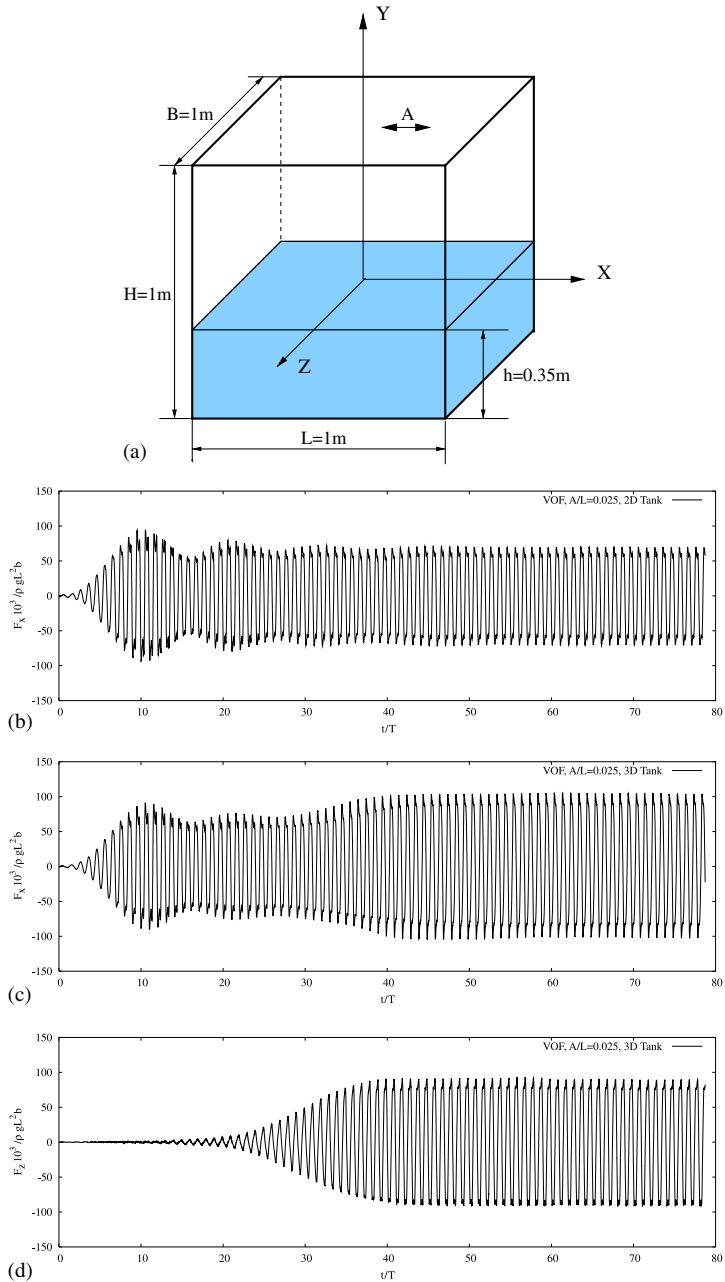 Y
B=1m
A
X
H=1m
Z
h=0.35m
L=1m
(a)
VOF, A/L=0.025, 2D Tank
150
100
50
0
-50
-100
-150
F_X 10^3 /ρ gL^2 b
0 10 20 30 40 50 60 70 80
t/T
(b)
VOF, A/L=0.025, 3D Tank
150
100
50
0
-50
-100
-150
F_X 10^3 /ρ gL^2 b
0 10 20 30 40 50 60 70 80
t/T
(c)
VOF, A/L=0.025, 3D Tank
150
100
50
0
-50
-100
-150
F_Z 10^3 /ρ gL^2 b
0 10 20 30 40 50 60 70 80
t/T
(d)